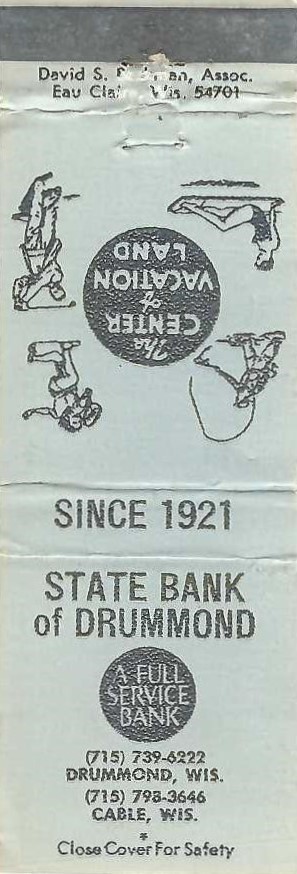 David S. Assoc.
Eau Wis. 54701
The
CENTER
of
VACATION
LAND
SINCE 1921
STATE BANK
of DRUMMOND
A FULL
SERVICE
BANK
(715) 739-6222
DRUMMOND, WIS.
(715) 798-3646
CABLE, WIS.
*
Close Cover For Safety